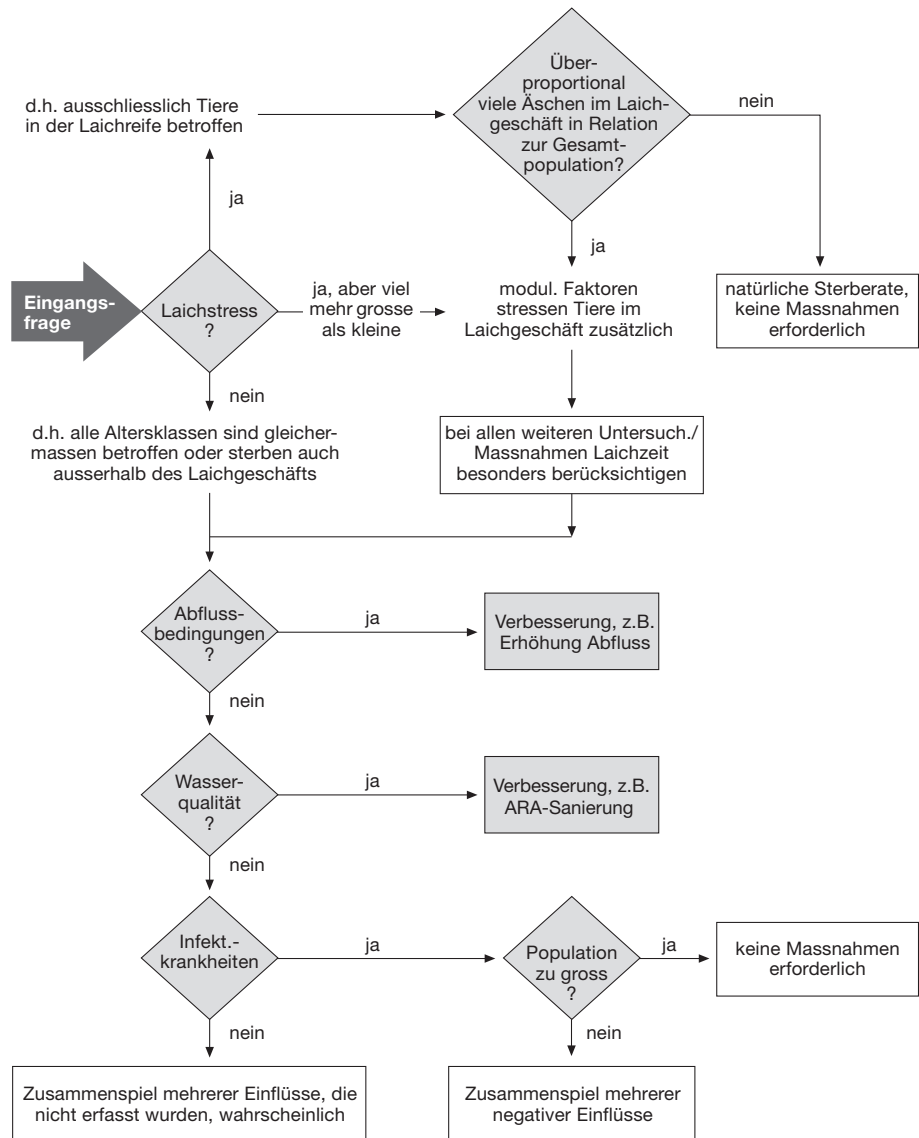 Über-
proportional
viele Äschen im Laich-
geschäft in Relation
zur Gesamt-
population?
nein
d.h. ausschliesslich Tiere
in der Laichreife betroffen
ja
ja
Eingangs-
frage
Laichstress
?
ja, aber viel
mehr grosse
als kleine
modul. Faktoren
stressen Tiere im
Laichgeschäft zusätzlich
natürliche Sterberate,
keine Massnahmen
erforderlich
nein
d.h. alle Altersklassen sind gleicher-
massen betroffen oder sterben auch
ausserhalb des Laichgeschäfts
bei allen weiteren Untersuch./
Massnahmen Laichzeit
besonders berücksichtigen
Abfluss-
bedingungen
?
ja
Verbesserung, z.B.
Erhöhung Abfluss
nein
Wasser-
qualität
?
ja
Verbesserung, z.B.
ARA-Sanierung
nein
Infekt.-
krankheiten
ja
Population
zu gross
?
ja
keine Massnahmen
erforderlich
nein
nein
Zusammenspiel mehrerer Einflüsse, die
nicht erfasst wurden, wahrscheinlich
Zusammenspiel mehrerer
negativer Einflüsse